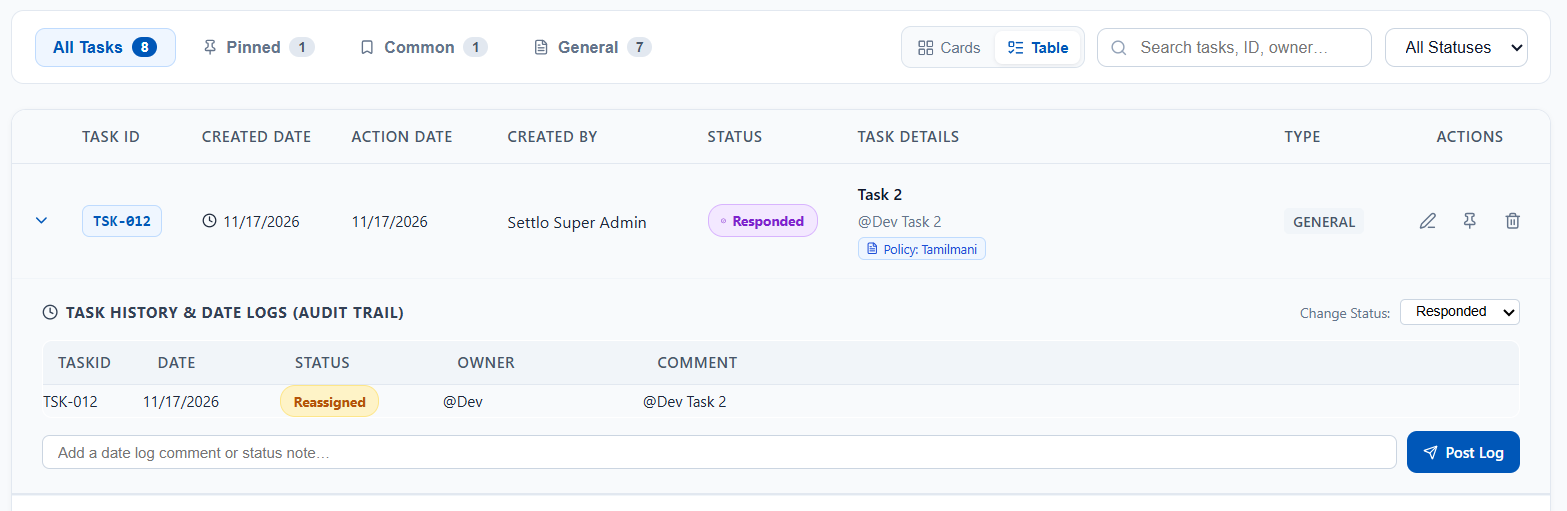 All Tasks 8 Pinned 1 Common 1 General 7 Cards Table Search tasks, ID, owner... All Statuses
TASK ID CREATED DATE ACTION DATE CREATED BY STATUS TASK DETAILS TYPE ACTIONS
Task 2
TSK-012 11/17/2026 11/17/2026 Settlo Super Admin Responded @Dev Task 2 GENERAL
Policy: Tamilmani
TASK HISTORY & DATE LOGS (AUDIT TRAIL) Change Status: Responded
TASKID DATE STATUS OWNER COMMENT
TSK-012 11/17/2026 Reassigned @Dev @Dev Task 2
Add a date log comment or status note... Post Log